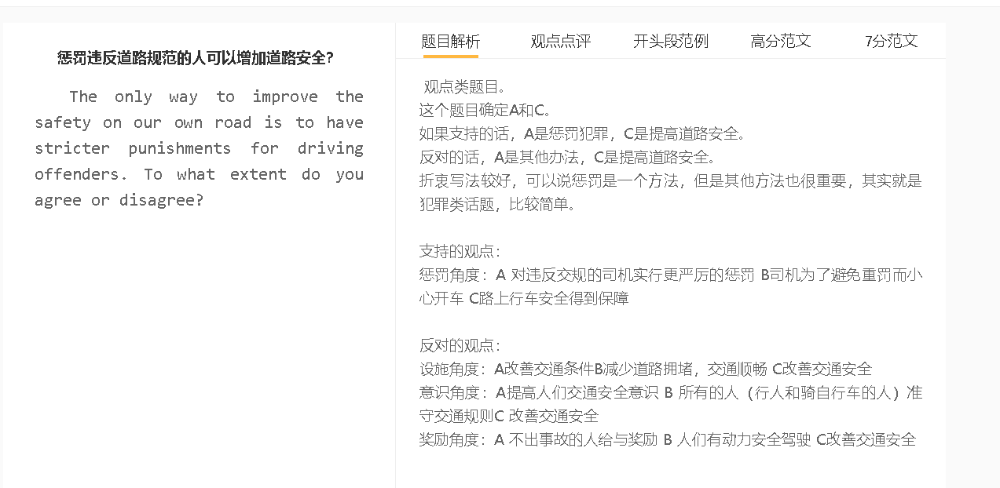 惩罚违反道路规范的人可以增加道路安全?
The only way to improve the
safety on our own road is to have
stricter punishments for driving
offenders. To what extent do you
agree or disagree?
题目解析 观点点评 开头段范例 高分范文 7分范文
观点类题目。
这个题目确定A和C。
如果支持的话，A是惩罚犯罪，C是提高道路安全。
反对的话，A是其他办法，C是提高道路安全。
折衷写法较好，可以说惩罚是一个方法，但是其他方法也很重要，其实就是
犯罪类话题，比较简单。
支持的观点：
惩罚角度：A 对违反交规的司机实行更严厉的惩罚 B司机为了避免重罚而小
心开车 C路上行车安全得到保障
反对的观点：
设施角度：A改善交通条件B减少道路拥堵，交通顺畅 C改善交通安全
意识角度：A提高人们交通安全意识 B 所有的人（行人和骑自行车的人）准
守交通规则C 改善交通安全
奖励角度：A 不出事故的人给与奖励 B 人们有动力安全驾驶 C改善交通安全